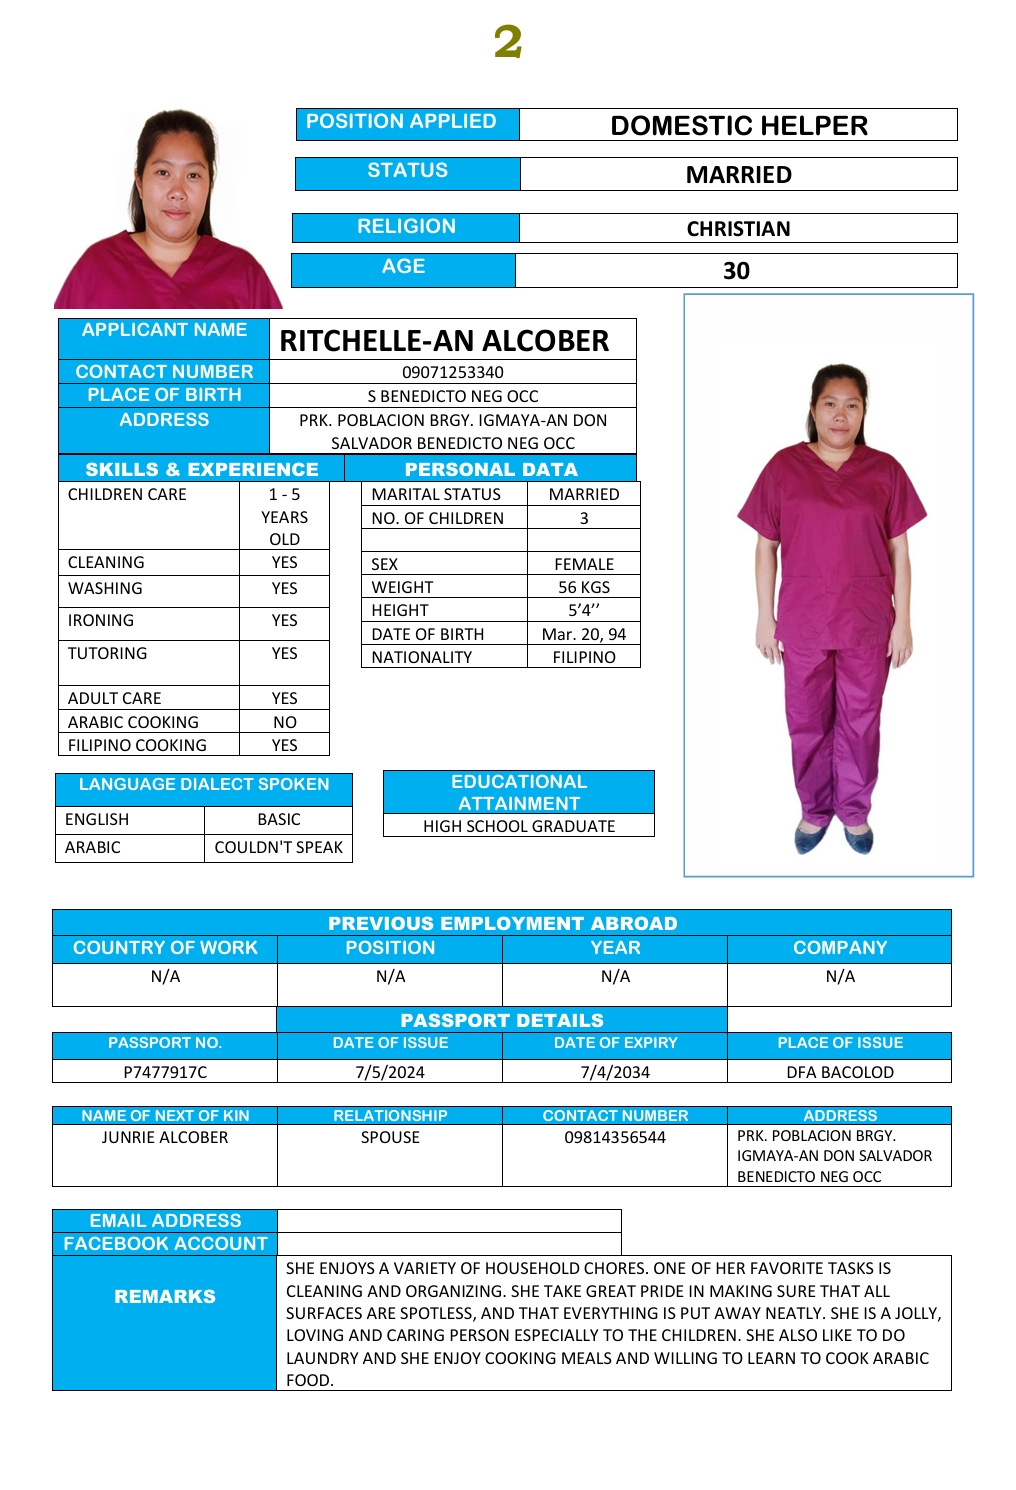 2
POSITION APPLIED DOMESTIC HELPER
STATUS MARRIED
RELIGION CHRISTIAN
AGE 30
APPLICANT NAME RITCHELLE-AN ALCOBER
CONTACT NUMBER 09071253340
PLACE OF BIRTH S BENEDICTO NEG OCC
ADDRESS PRK. POBLACION BRGY. IGMAYA-AN DON
SALVADOR BENEDICTO NEG OCC
SKILLS & EXPERIENCE
CHILDREN CARE 1 - 5
YEARS
OLD
CLEANING YES
WASHING YES
IRONING YES
TUTORING YES
ADULT CARE YES
ARABIC COOKING NO
FILIPINO COOKING YES
PERSONAL DATA
MARITAL STATUS MARRIED
NO. OF CHILDREN 3
SEX FEMALE
WEIGHT 56 KGS
HEIGHT 5’4’’
DATE OF BIRTH Mar. 20, 94
NATIONALITY FILIPINO
LANGUAGE DIALECT SPOKEN
ENGLISH BASIC
ARABIC COULDN'T SPEAK
EDUCATIONAL
ATTAINMENT
HIGH SCHOOL GRADUATE
PREVIOUS EMPLOYMENT ABROAD
COUNTRY OF WORK POSITION YEAR COMPANY
N/A N/A N/A N/A
PASSPORT DETAILS
PASSPORT NO. DATE OF ISSUE DATE OF EXPIRY PLACE OF ISSUE
P7477917C 7/5/2024 7/4/2034 DFA BACOLOD
NAME OF NEXT OF KIN RELATIONSHIP CONTACT NUMBER ADDRESS
JUNRIE ALCOBER SPOUSE 09814356544 PRK. POBLACION BRGY.
IGMAYA-AN DON SALVADOR
BENEDICTO NEG OCC
EMAIL ADDRESS
FACEBOOK ACCOUNT
REMARKS
SHE ENJOYS A VARIETY OF HOUSEHOLD CHORES. ONE OF HER FAVORITE TASKS IS
CLEANING AND ORGANIZING. SHE TAKE GREAT PRIDE IN MAKING SURE THAT ALL
SURFACES ARE SPOTLESS, AND THAT EVERYTHING IS PUT AWAY NEATLY. SHE IS A JOLLY,
LOVING AND CARING PERSON ESPECIALLY TO THE CHILDREN. SHE ALSO LIKE TO DO
LAUNDRY AND SHE ENJOY COOKING MEALS AND WILLING TO LEARN TO COOK ARABIC
FOOD.